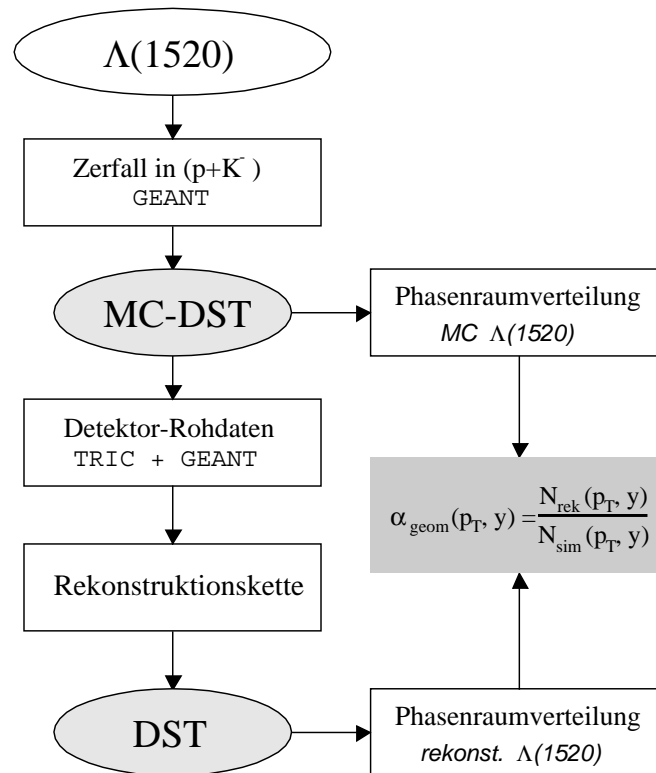 Λ(1520)
Zerfall in (p+K⁻ )
GEANT
MC-DST
Phasenraumverteilung
MC Λ(1520)
Detektor-Rohdaten
TRIC + GEANT
α geom (p_T, y) = N_rek (p_T, y) / N_sim (p_T, y)
Rekonstruktionskette
DST
Phasenraumverteilung
rekonst. Λ(1520)